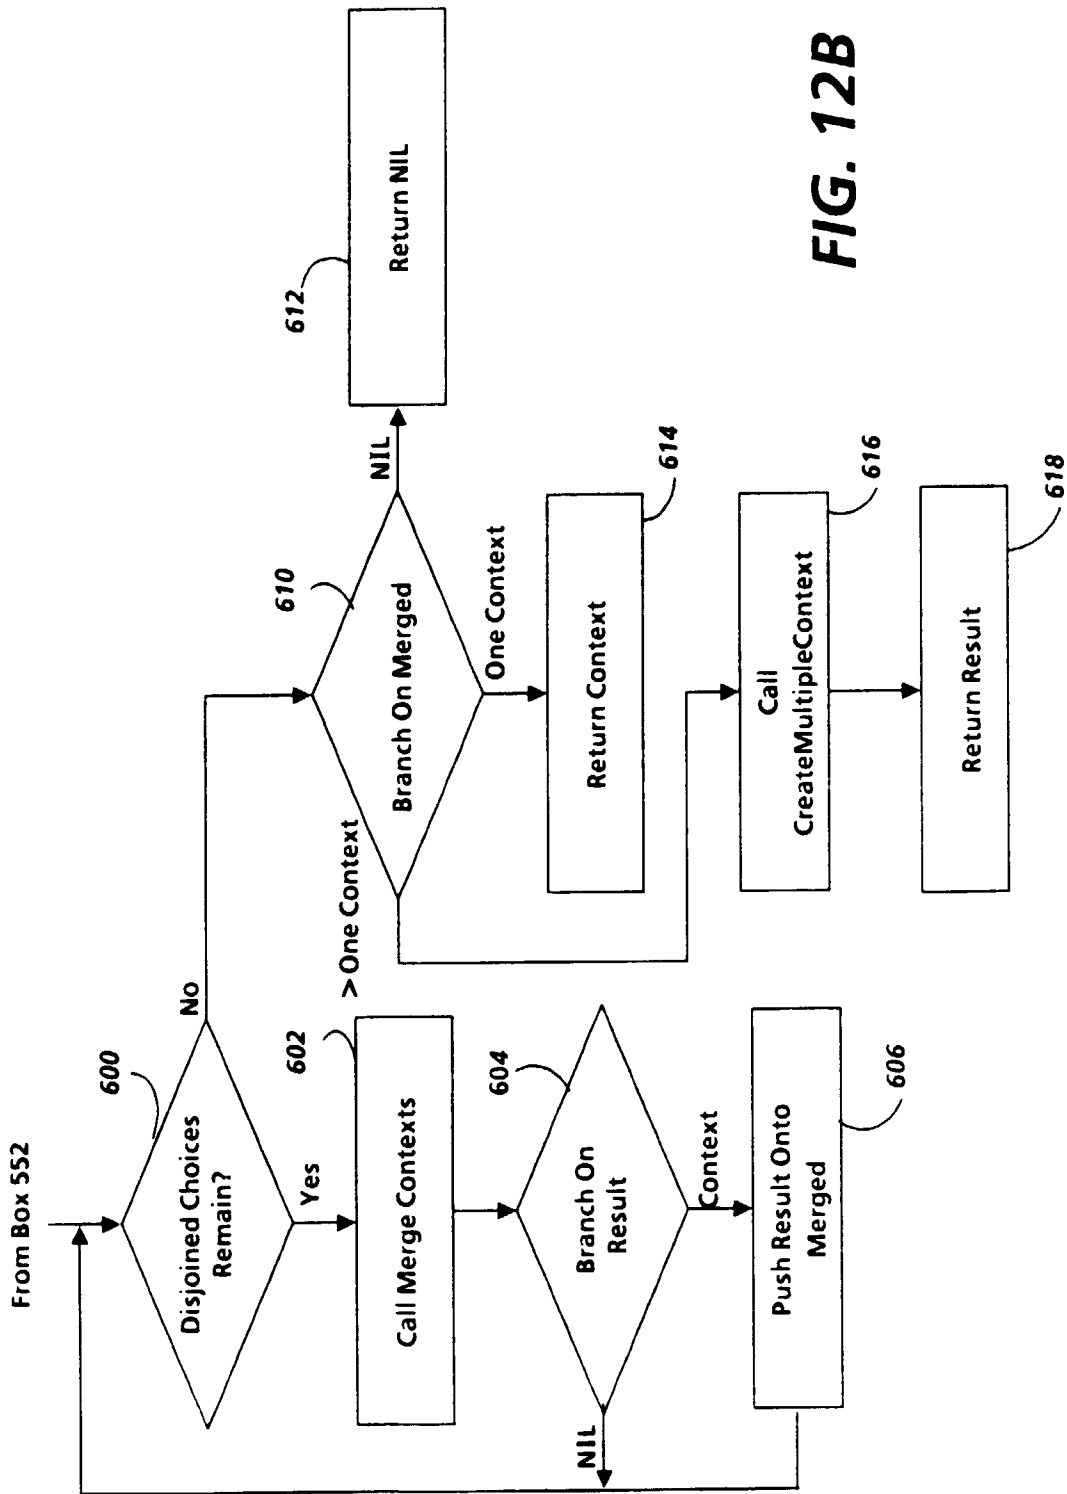 From Box 552
600
Disjoined Choices
Remain?
No
Yes
602
Call Merge Contexts
604
Branch On
Result
NIL
Context
606
Push Result Onto
Merged
610
Branch On Merged
>One Context
One Context
NIL
612
Return NIL
614
Return Context
616
Call
CreateMultipleContext
618
Return Result
FIG. 12B